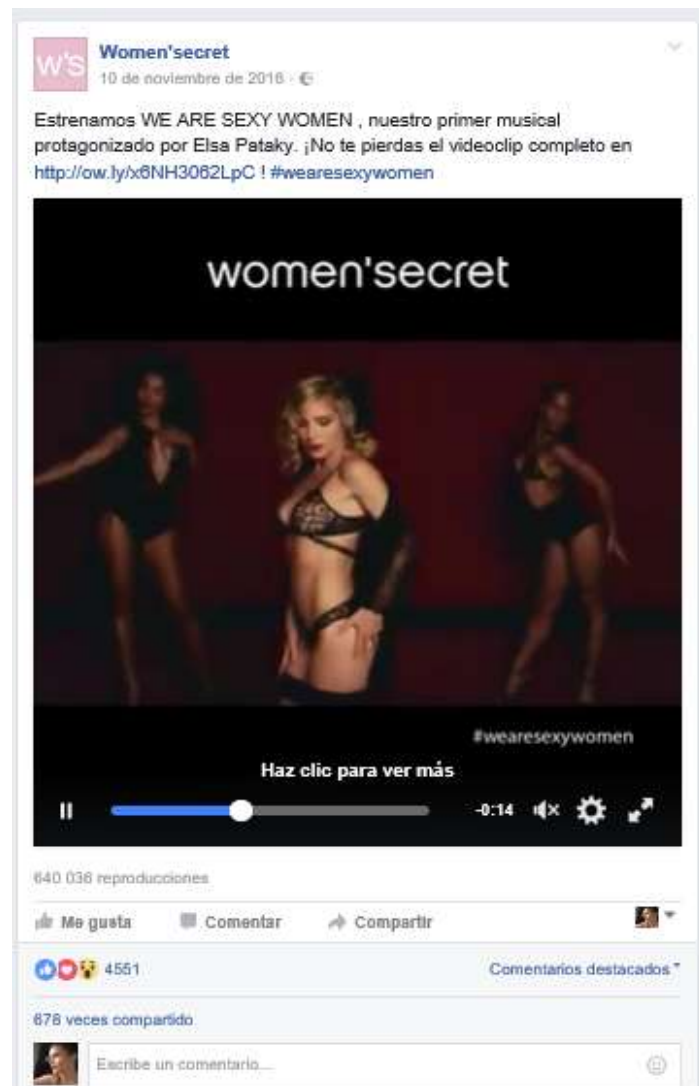 W'S
Women'secret
10 de noviembre de 2016 ·
Estrenamos WE ARE SEXY WOMEN , nuestro primer musical
protagonizado por Elsa Pataky. ¡No te pierdas el videoclip completo en
http://ow.ly/x6NH3062LpC ! #wearesexywomen
women'secret
#wearesexywomen
Haz clic para ver más
-0:14
640 036 reproducciones
Me gusta Comentar Compartir
4551 Comentarios destacados
678 veces compartido
Escribe un comentario...